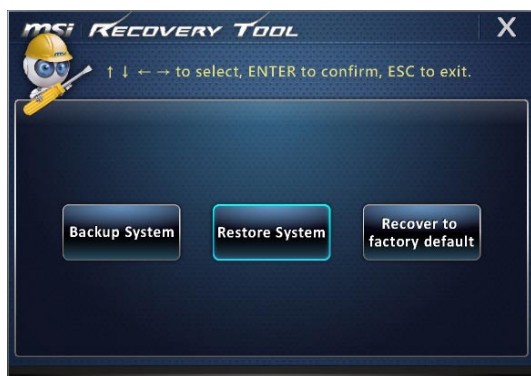 msi RECOVERY TOOL X
↑ ↓ ← → to select, ENTER to confirm, ESC to exit.
Backup System
Restore System
Recover to
factory default